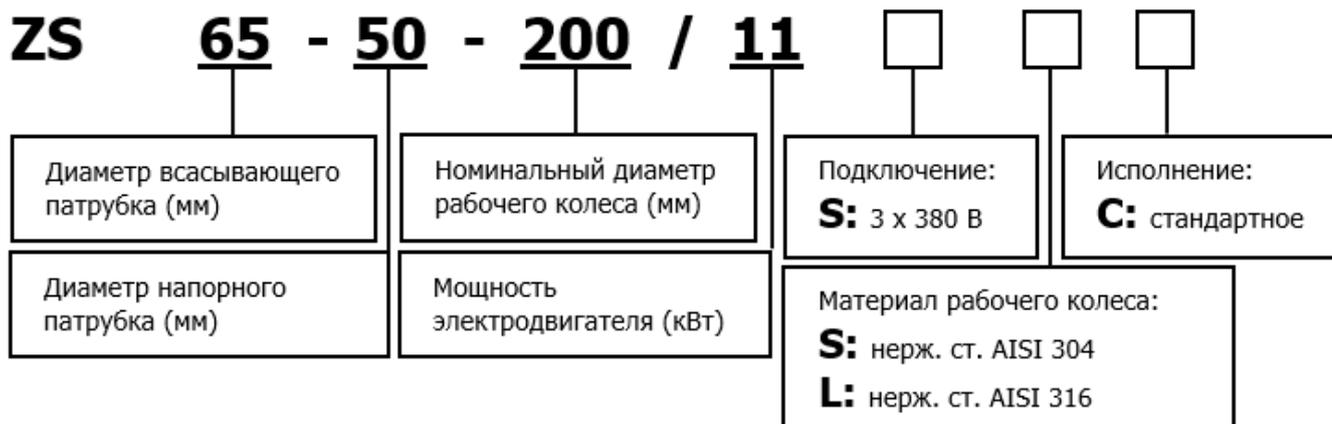 ZS 65 - 50 - 200 / 11
Диаметр всасывающего
патрубка (мм)
Номинальный диаметр
рабочего колеса (мм)
Подключение:
S: 3 x 380 В
Исполнение:
C: стандартное
Диаметр напорного
патрубка (мм)
Мощность
электродвигателя (кВт)
Материал рабочего колеса:
S: нерж. ст. AISI 304
L: нерж. ст. AISI 316